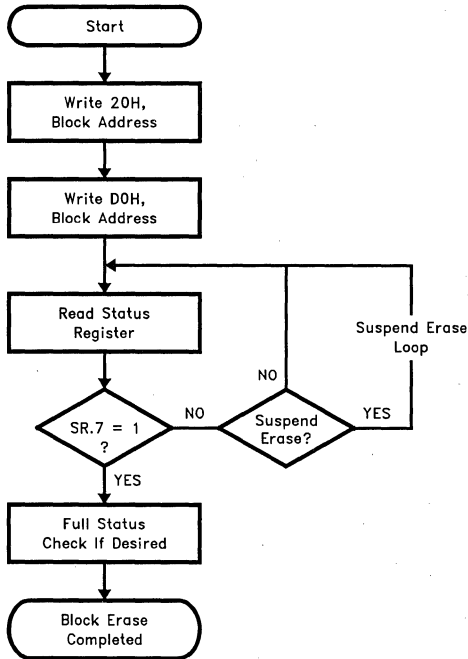 Start
Write 20H,
Block Address
Write D0H,
Block Address
Read Status
Register
Suspend Erase
Loop
NO
SR.7 = 1
?
NO
Suspend
Erase?
YES
YES
Full Status
Check If Desired
Block Erase
Completed